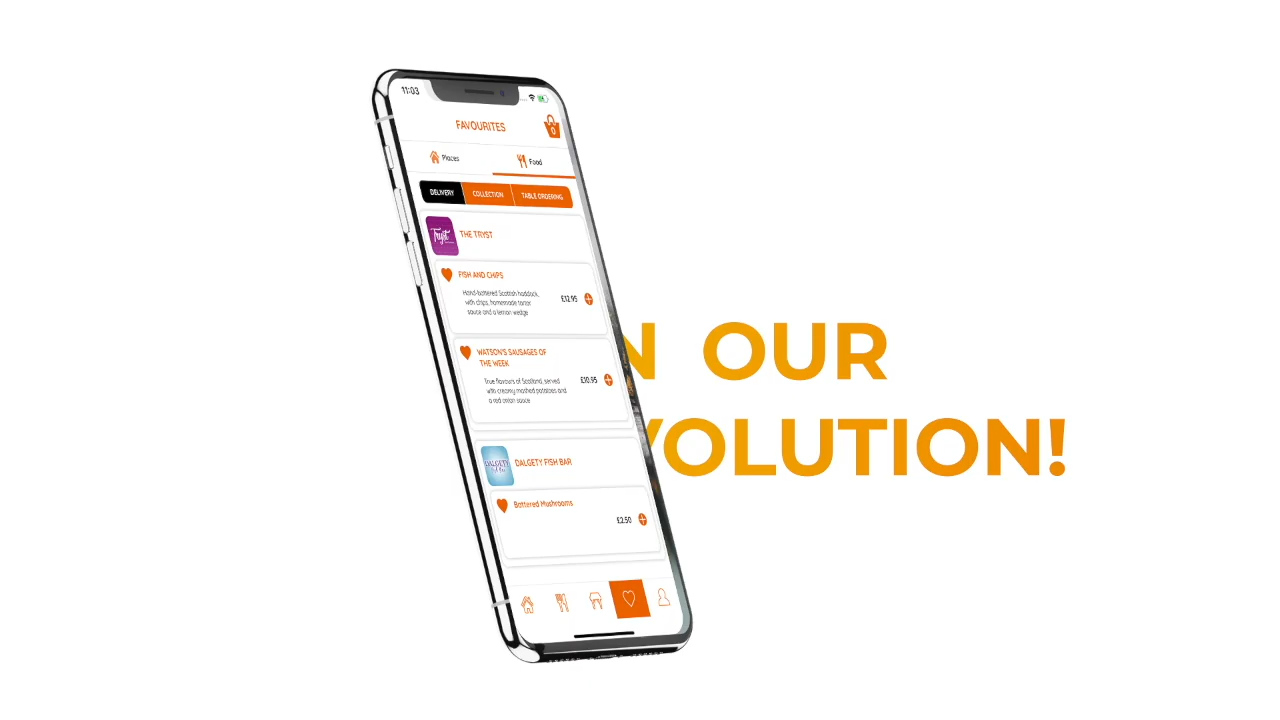 11:03
FAVOURITES
0
Places
Food
DELIVERY
COLLECTION
TABLE ORDERING
Tryst
THE TRYST
FISH AND CHIPS
Hand-battered Scottish haddock,
with chips, homemade tartar
sauce and a lemon wedge
£12.95
WATSON'S SAUSAGES OF
THE WEEK
True flavours of Scotland, served
with creamy mashed potatoes and
a red onion sauce
£10.95
DALGETY
DALGETY FISH BAR
Battered Mushrooms
£2.50
N OUR
VOLUTION!